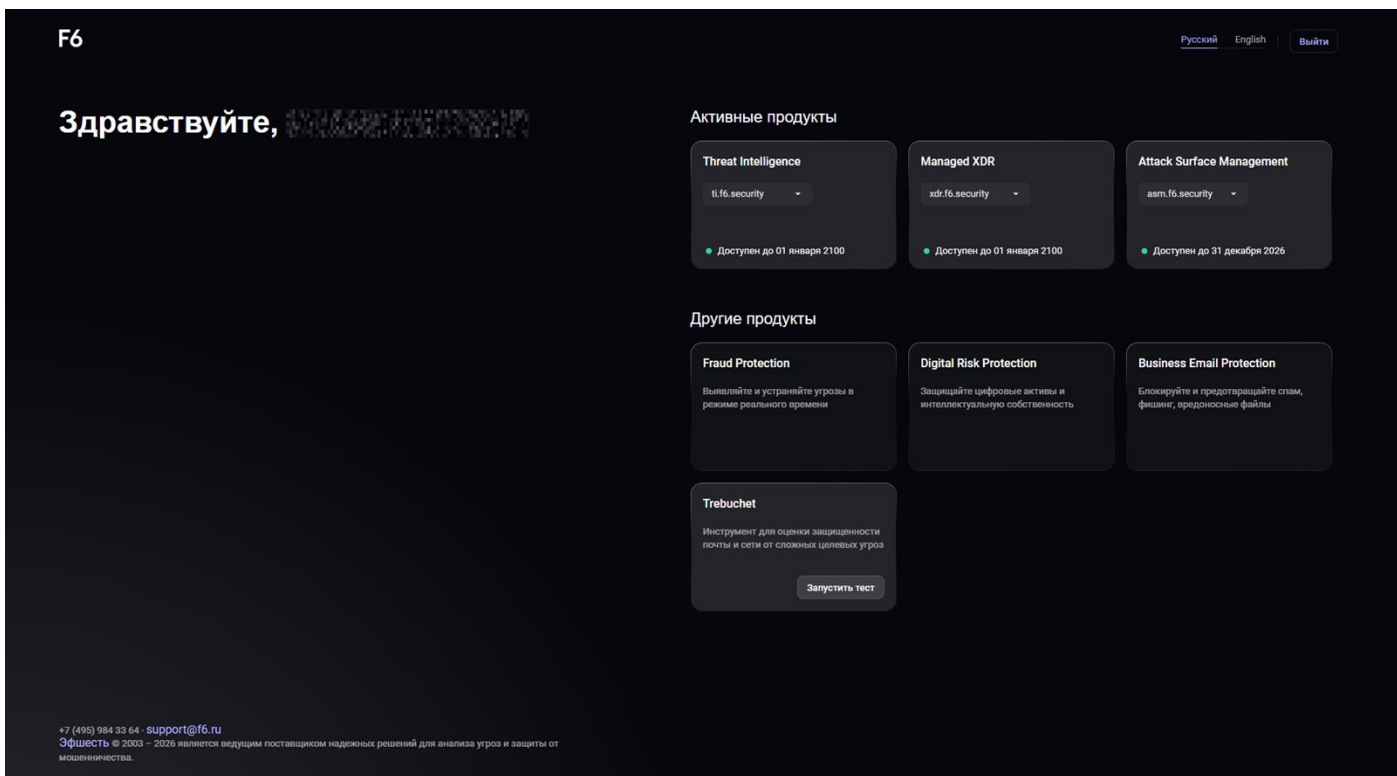 F6
Русский English Выйти
Здравствуйте,
Активные продукты
Threat Intelligence
ti.f6.security
Доступен до 01 января 2100
Managed XDR
xdr.f6.security
Доступен до 01 января 2100
Attack Surface Management
asm.f6.security
Доступен до 31 декабря 2026
Другие продукты
Fraud Protection
Выявляйте и устраняйте угрозы в
режиме реального времени
Digital Risk Protection
Защищайте цифровые активы и
интеллектуальную собственность
Business Email Protection
Блокируйте и предотвращайте спам,
фишинг, вредоносные файлы
Trebuchet
Инструмент для оценки защищенности
почты и сети от сложных целевых угроз
Запустить тест
+7 (495) 984 33 64 · support@f6.ru
Эфшесть © 2003 – 2026 является ведущим поставщиком надежных решений для анализа угроз и защиты от
мошенничества.